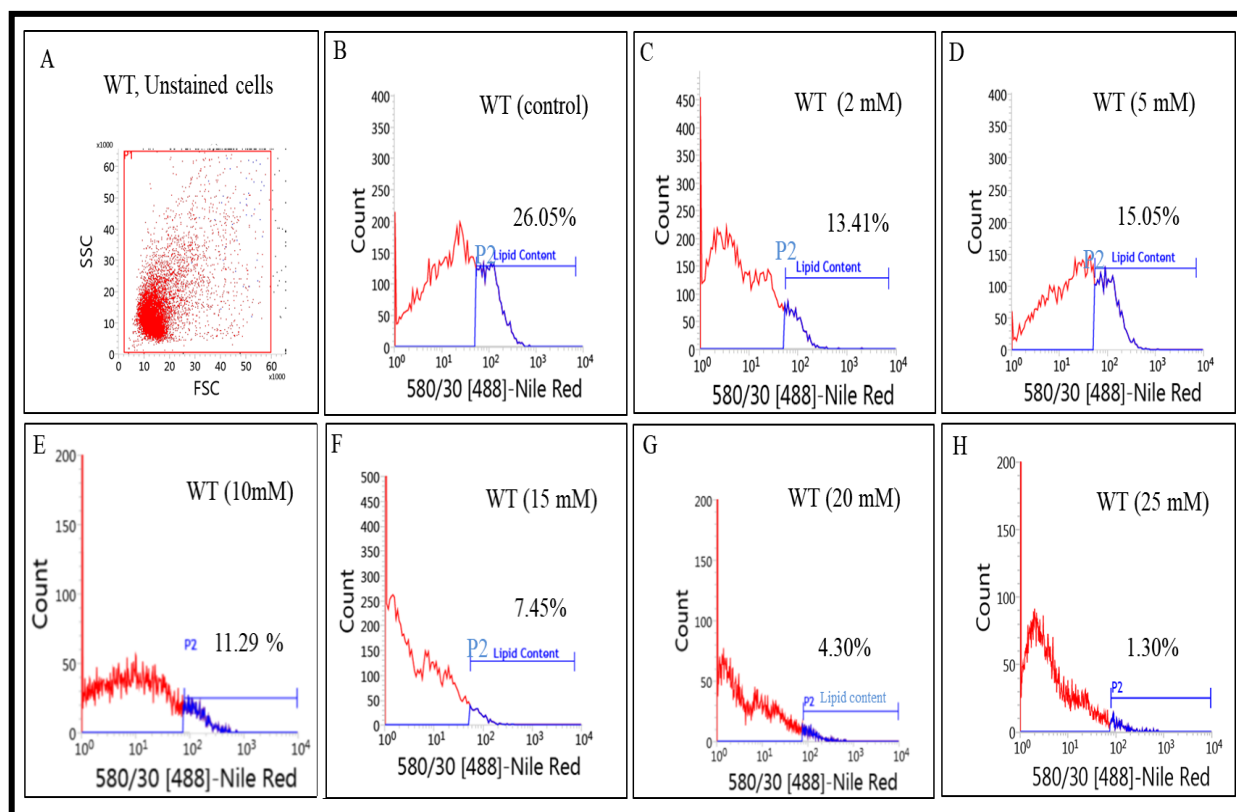 A
WT, Unstained cells
x1000
P1
60
50
40
30
20
10
0
SSC
0 10 20 30 40 50 60
x1000
FSC
B
WT (control)
400
350
300
250
200
150
100
50
0
Count
26.05%
P2
Lipid Content
10^0 10^1 10^2 10^3 10^4
580/30 [488]-Nile Red
C
WT (2 mM)
450
400
350
300
250
200
150
100
50
0
Count
13.41%
P2
Lipid Content
10^0 10^1 10^2 10^3 10^4
580/30 [488]-Nile Red
D
WT (5 mM)
400
350
300
250
200
150
100
50
0
Count
15.05%
P2
Lipid Content
10^0 10^1 10^2 10^3 10^4
580/30 [488]-Nile Red
E
WT (10mM)
200
150
100
50
0
Count
P2
11.29 %
10^0 10^1 10^2 10^3 10^4
580/30 [488]-Nile Red
F
WT (15 mM)
500
450
400
350
300
250
200
150
100
50
0
Count
7.45%
P2
Lipid Content
10^0 10^1 10^2 10^3 10^4
580/30 [488]-Nile Red
G
WT (20 mM)
200
150
100
50
0
Count
4.30%
P2
Lipid content
10^0 10^1 10^2 10^3 10^4
580/30 [488]-Nile Red
H
WT (25 mM)
200
150
100
50
0
Count
1.30%
P2
10^0 10^1 10^2 10^3 10^4
580/30 [488]-Nile Red